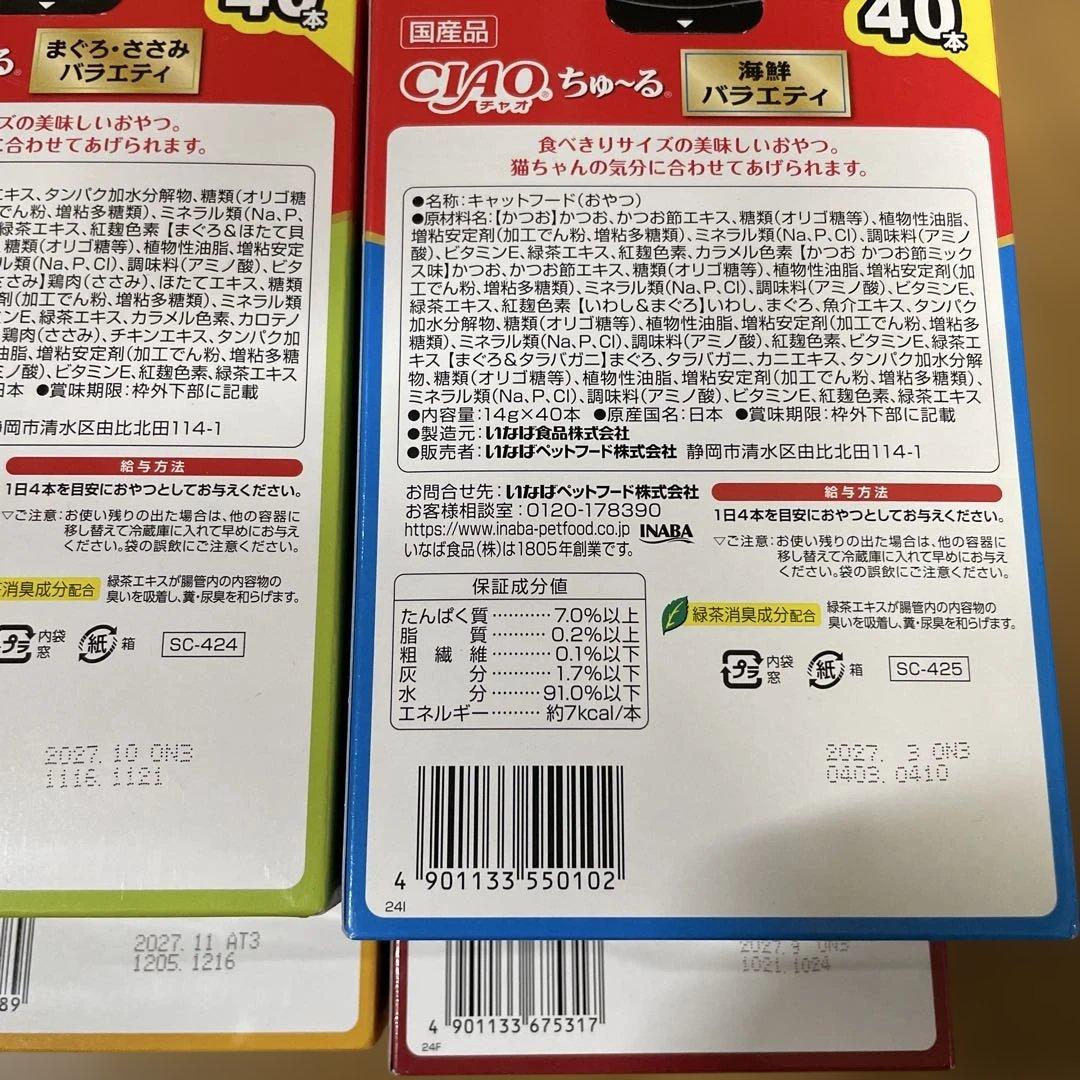 40本
まぐろ・ささみ
バラエティ
る®
ズの美味しいおやつ。
に合わせてあげられます。
エキス、タンパク加水分解物、糖類(オリゴ糖
でん粉、増粘多糖類)、ミネラル類(Na、P、
緑茶エキス、紅麹色素【まぐろ&ほたて貝
糖類(オリゴ糖等)、植物性油脂、増粘安定
ル類(Na、P、Cl)、調味料(アミノ酸)、ビタ
ささみ】鶏肉(ささみ)、ほたてエキス、糖類
剤(加工でん粉、増粘多糖類)、ミネラル類
ンE、緑茶エキス、カラメル色素、カロテノ
鶏肉(ささみ)、チキンエキス、タンパク加
油脂、増粘安定剤(加工でん粉、増粘多糖
ミノ酸)、ビタミンE、紅麹色素、緑茶エキス
日本 ●賞味期限:枠外下部に記載
静岡市清水区由比北田114-1
給与方法
1日4本を目安におやつとしてお与えください。
▽ご注意:お使い残りの出た場合は、他の容器に
移し替えて冷蔵庫に入れて早めにお与え
ください。袋の誤飲にご注意ください。
茶消臭成分配合
緑茶エキスが腸管内の内容物の
臭いを吸着し、糞・尿臭を和らげます。
プラ 内袋 窓 紙 箱 SC-424
2027. 10 ON3
1116. 1121
2027. 11 AT3
1205. 1216
89
40本
国産品
CIAO®
チャオ
ちゅ〜る®
海鮮
バラエティ
食べきりサイズの美味しいおやつ。
猫ちゃんの気分に合わせてあげられます。
●名称:キャットフード(おやつ)
●原材料名:【かつお】かつお、かつお節エキス、糖類(オリゴ糖等)、植物性油脂、
増粘安定剤(加工でん粉、増粘多糖類)、ミネラル類(Na、P、Cl)、調味料(アミノ
酸)、ビタミンE、緑茶エキス、紅麹色素、カラメル色素【かつお かつお節ミック
ス味】かつお、かつお節エキス、糖類(オリゴ糖等)、植物性油脂、増粘安定剤(加
工でん粉、増粘多糖類)、ミネラル類(Na、P、Cl)、調味料(アミノ酸)、ビタミンE、
緑茶エキス、紅麹色素【いわし&まぐろ】いわし、まぐろ、魚介エキス、タンパク
加水分解物、糖類(オリゴ糖等)、植物性油脂、増粘安定剤(加工でん粉、増粘多
糖類)、ミネラル類(Na、P、Cl)、調味料(アミノ酸)、紅麹色素、ビタミンE、緑茶エ
キス【まぐろ&タラバガニ】まぐろ、タラバガニ、カニエキス、タンパク加水分解
物、糖類(オリゴ糖等)、植物性油脂、増粘安定剤(加工でん粉、増粘多糖類)、
ミネラル類(Na、P、Cl)、調味料(アミノ酸)、ビタミンE、紅麹色素、緑茶エキス
●内容量:14g×40本 ●原産国名:日本 ●賞味期限:枠外下部に記載
●製造元:いなば食品株式会社
●販売者:いなばペットフード株式会社 静岡市清水区由比北田114-1
お問合せ先:いなばペットフード株式会社
お客様相談室:0120-178390
https://www.inaba-petfood.co.jp INABA
いなば食品(株)は1805年創業です。
保証成分値
たんぱく質…………7.0%以上
脂 質…………0.2%以上
粗 繊 維…………0.1%以下
灰 分…………1.7%以下
水 分…………91.0%以下
エネルギー………約7kcal/本
給与方法
1日4本を目安におやつとしてお与えください。
▽ご注意:お使い残りの出た場合は、他の容器に
移し替えて冷蔵庫に入れて早めにお与え
ください。袋の誤飲にご注意ください。
緑茶消臭成分配合
緑茶エキスが腸管内の内容物の
臭いを吸着し、糞・尿臭を和らげます。
プラ 内袋 窓 紙 箱 SC-425
2027. 3 ON3
0403. 0410
4 901133 550102
24I
2027. 9 ON3
1021. 1024
4 901133 675317
24F